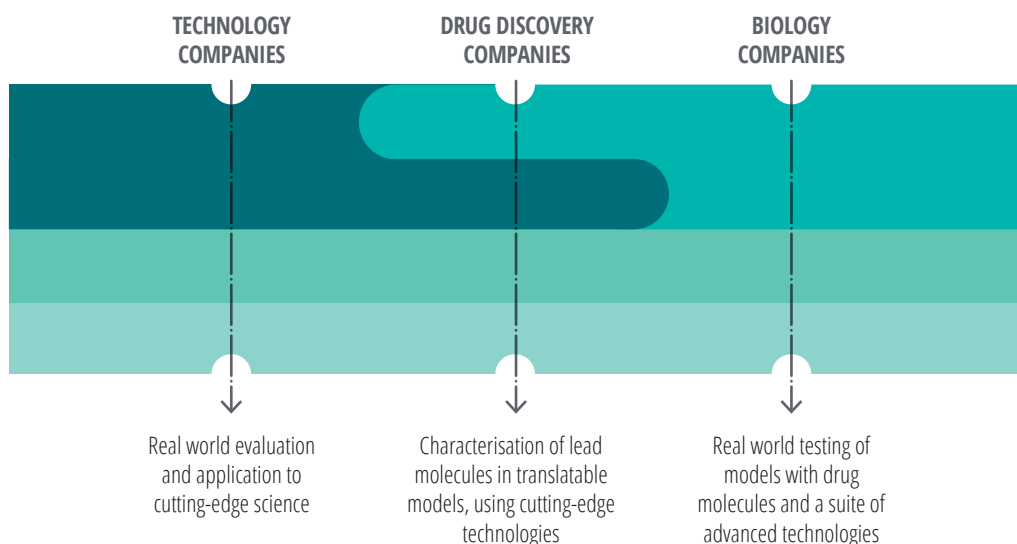 TECHNOLOGY
COMPANIES
DRUG DISCOVERY
COMPANIES
BIOLOGY
COMPANIES
Real world evaluation
and application to
cutting-edge science
Characterisation of lead
molecules in translatable
models, using cutting-edge
technologies
Real world testing of
models with drug
molecules and a suite of
advanced technologies